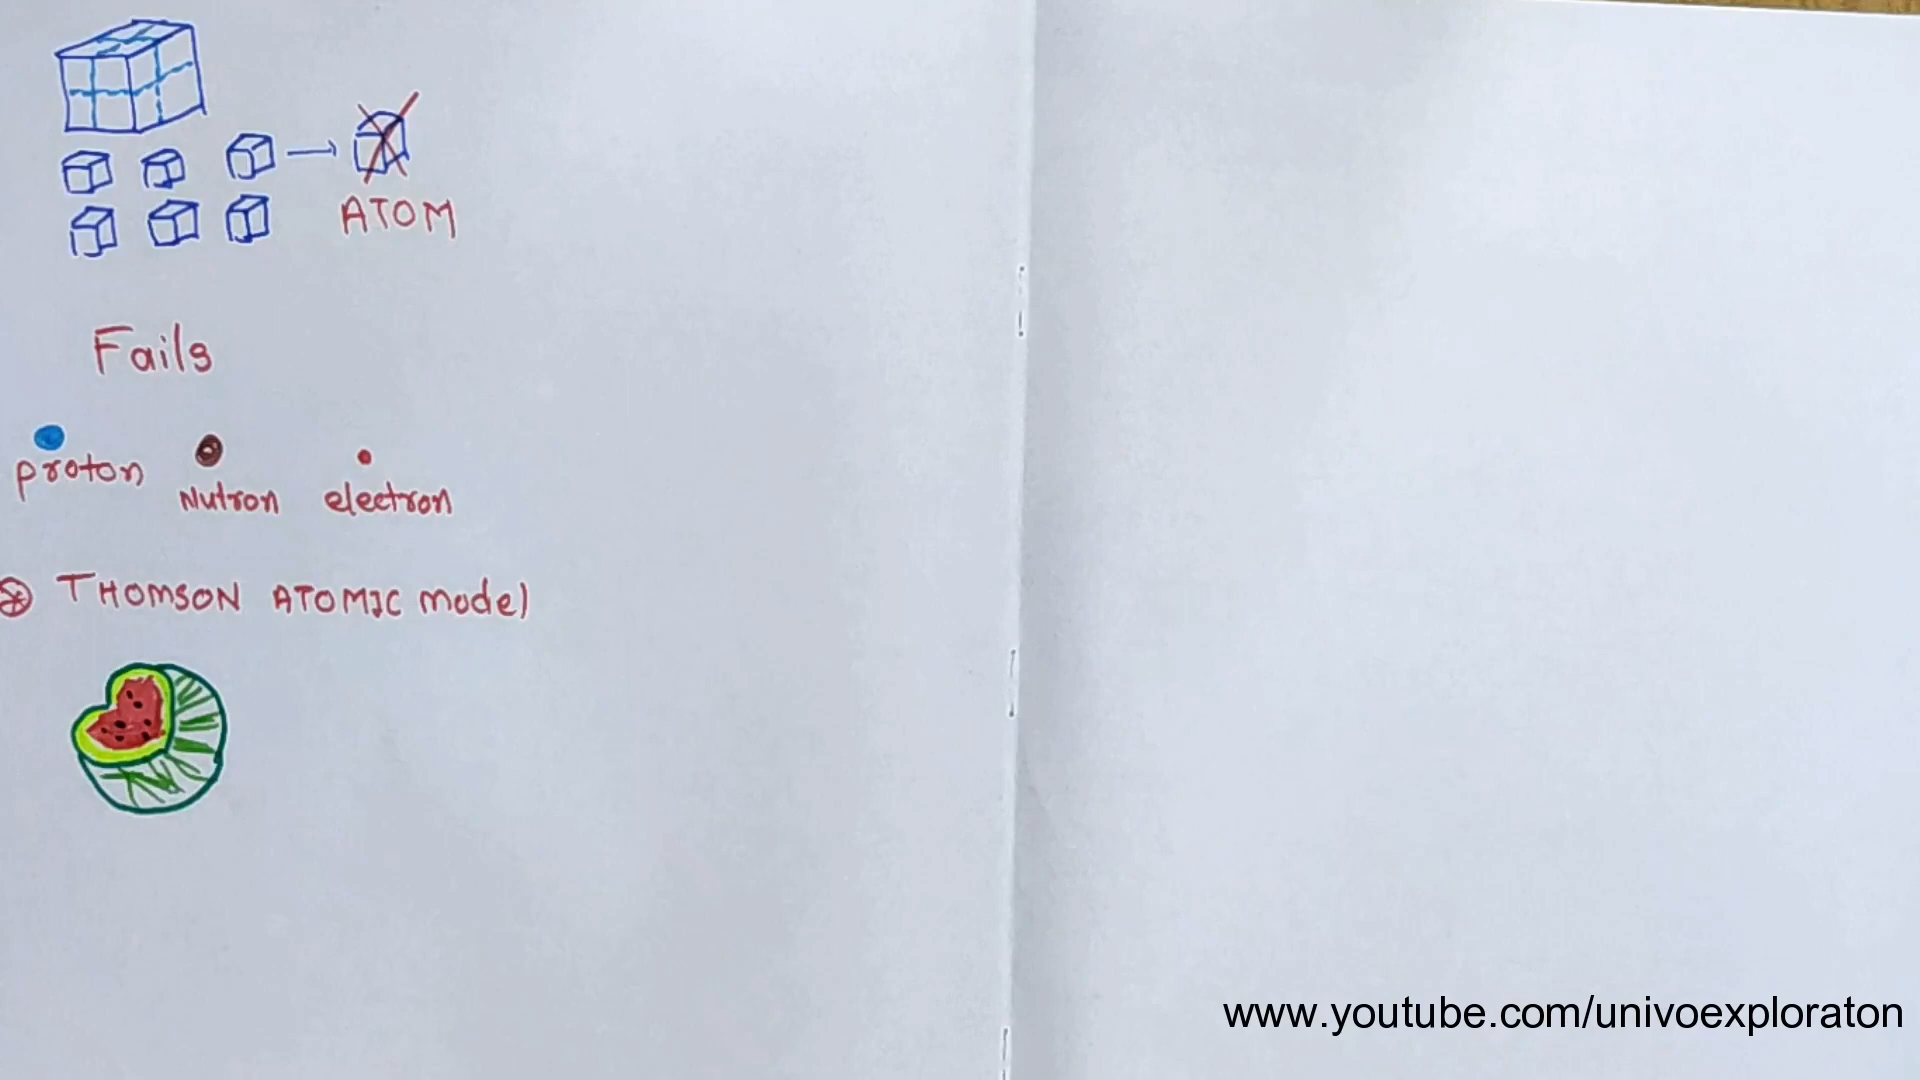 ATOM
Fails
proton
Nutron
electron
THOMSON ATOMIC model
www.youtube.com/univoexploraton